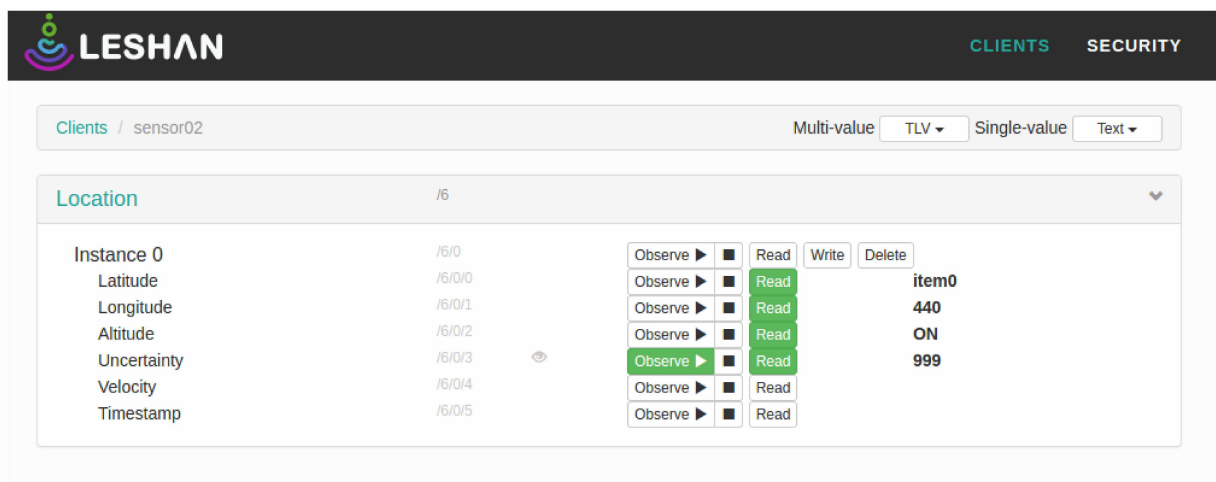 LESHAN CLIENTS SECURITY
Clients / sensor02 Multi-value TLV Single-value Text
Location /6
Instance 0 /6/0 Observe Read Write Delete
Latitude /6/0/0 Observe Read item0
Longitude /6/0/1 Observe Read 440
Altitude /6/0/2 Observe Read ON
Uncertainty /6/0/3 Observe Read 999
Velocity /6/0/4 Observe Read
Timestamp /6/0/5 Observe Read